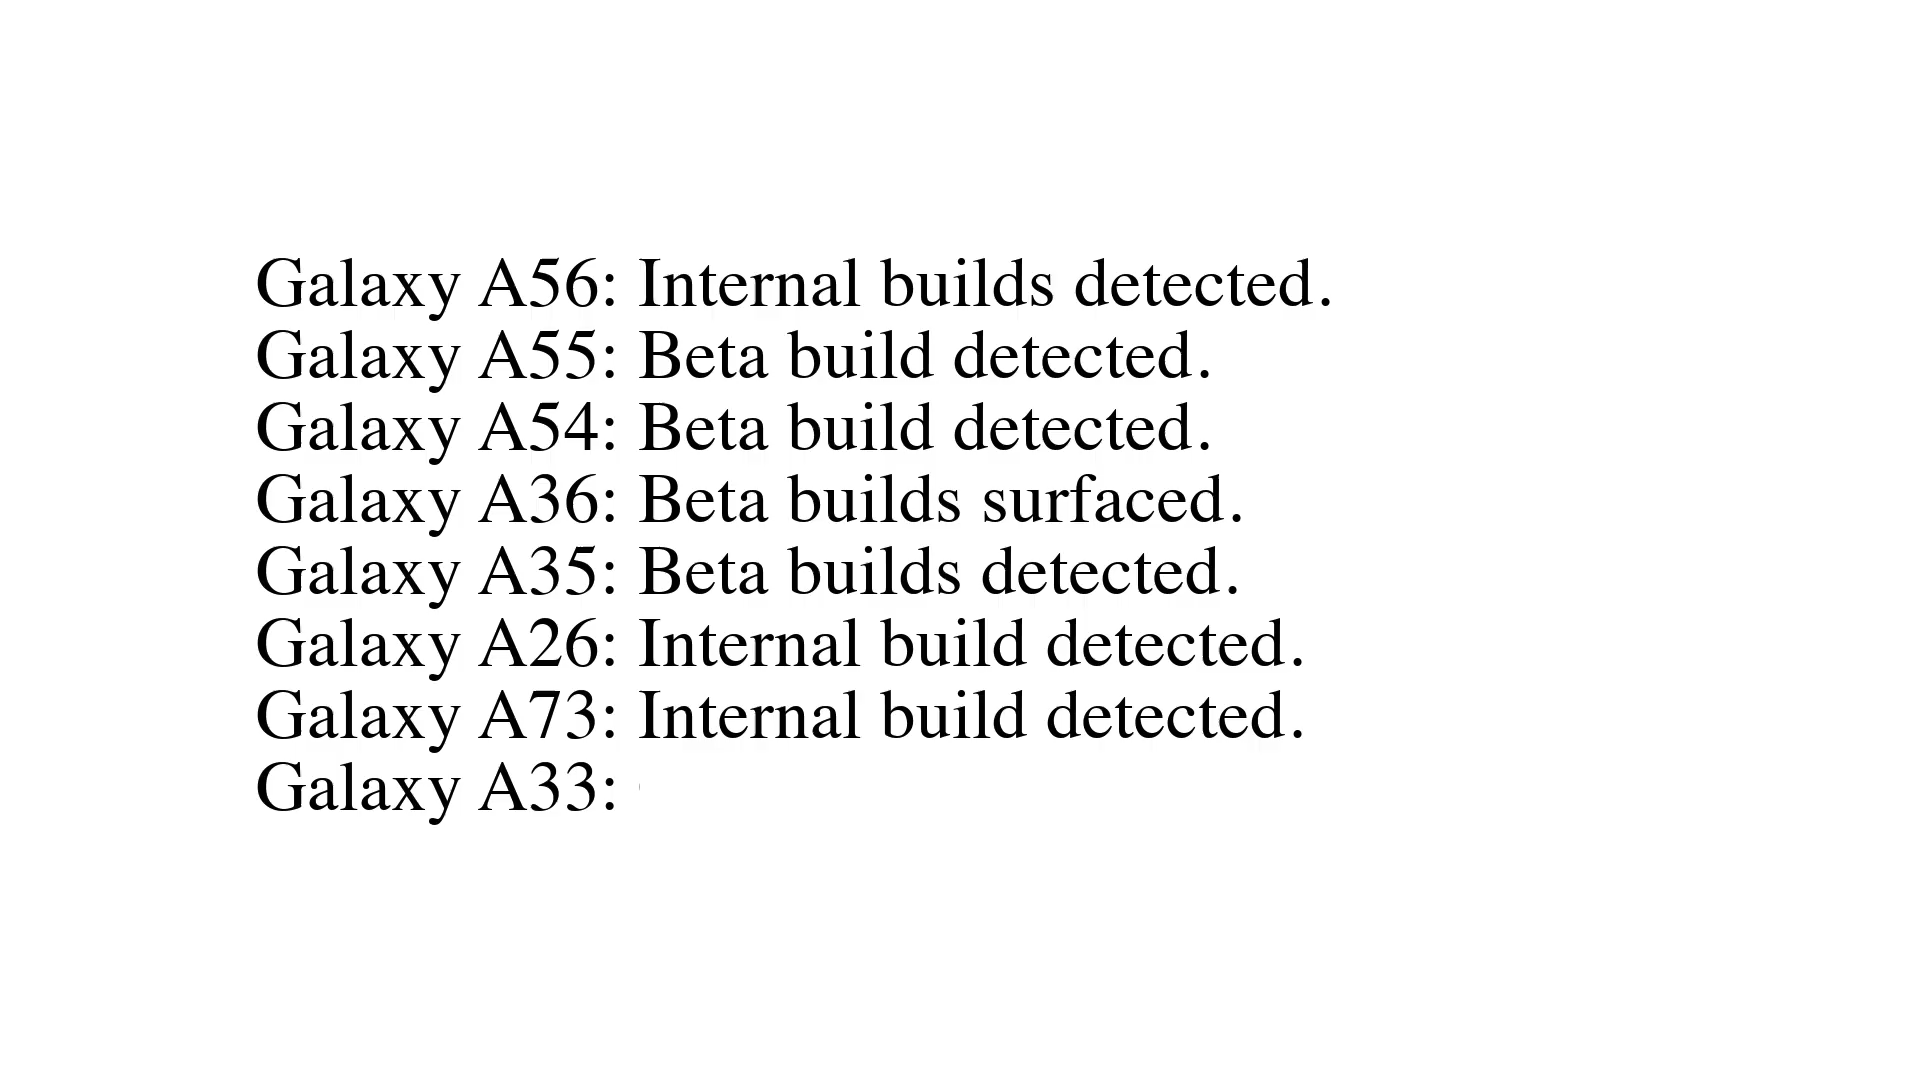 Galaxy A56: Internal builds detected.
Galaxy A55: Beta build detected.
Galaxy A54: Beta build detected.
Galaxy A36: Beta builds surfaced.
Galaxy A35: Beta builds detected.
Galaxy A26: Internal build detected.
Galaxy A73: Internal build detected.
Galaxy A33: